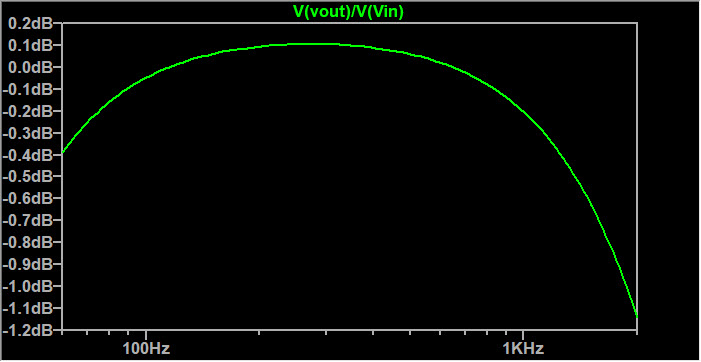 V(vout)/V(Vin)
0.2dB
0.1dB
0.0dB
-0.1dB
-0.2dB
-0.3dB
-0.4dB
-0.5dB
-0.6dB
-0.7dB
-0.8dB
-0.9dB
-1.0dB
-1.1dB
-1.2dB
100Hz 1KHz